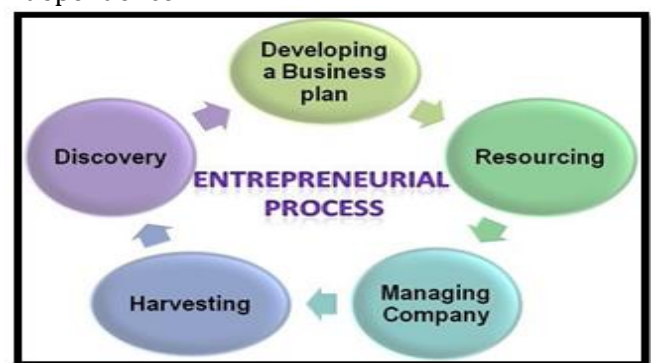 Developing
a Business
plan
Discovery
Resourcing
ENTREPRENEURIAL
PROCESS
Harvesting
Managing
Company